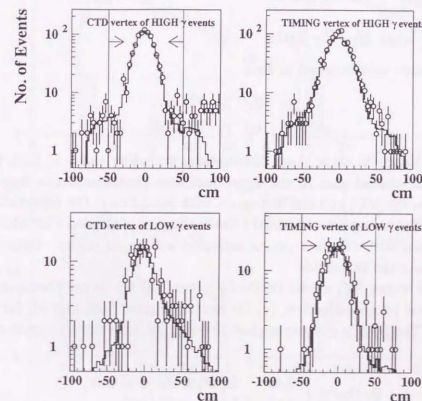 No. of Events
CTD vertex of HIGH γ events
10²
10
1
-100 -50 0 50 100
cm
TIMING vertex of HIGH γ events
10²
10
1
-100 -50 0 50 100
cm
CTD vertex of LOW γ events
10
1
-100 -50 0 50 100
cm
TIMING vertex of LOW γ events
10
1
-100 -50 0 50 100
cm